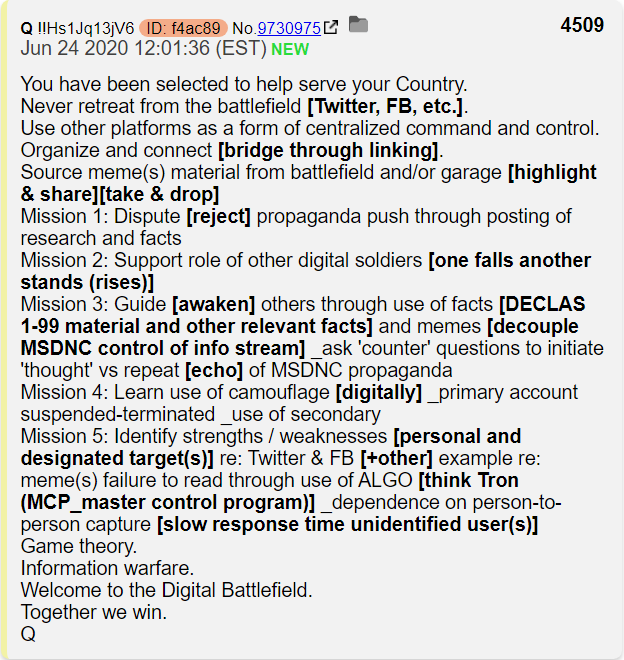 Q !!Hs1Jq13jV6 ID: f4ac89 No.9730975 4509
Jun 24 2020 12:01:36 (EST) NEW
You have been selected to help serve your Country.
Never retreat from the battlefield [Twitter, FB, etc.].
Use other platforms as a form of centralized command and control.
Organize and connect [bridge through linking].
Source meme(s) material from battlefield and/or garage [highlight
& share][take & drop]
Mission 1: Dispute [reject] propaganda push through posting of
research and facts
Mission 2: Support role of other digital soldiers [one falls another
stands (rises)]
Mission 3: Guide [awaken] others through use of facts [DECLAS
1-99 material and other relevant facts] and memes [decouple
MSDNC control of info stream] _ask 'counter' questions to initiate
'thought' vs repeat [echo] of MSDNC propaganda
Mission 4: Learn use of camouflage [digitally] _primary account
suspended-terminated _use of secondary
Mission 5: Identify strengths / weaknesses [personal and
designated target(s)] re: Twitter & FB [+other] example re:
meme(s) failure to read through use of ALGO [think Tron
(MCP_master control program)] _dependence on person-to-
person capture [slow response time unidentified user(s)]
Game theory.
Information warfare.
Welcome to the Digital Battlefield.
Together we win.
Q